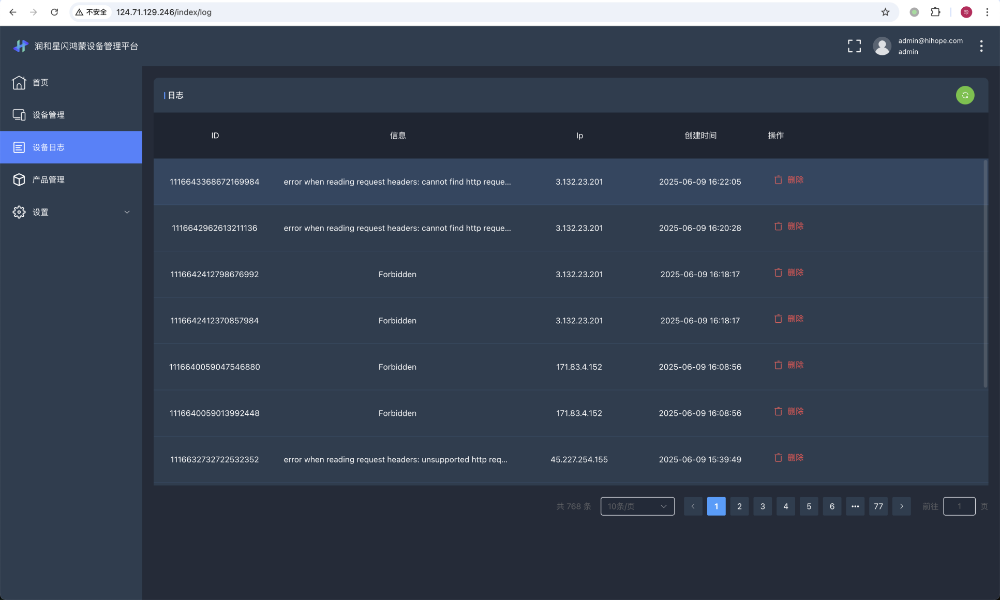 不安全 124.71.129.246/index/log
珍
润和星闪鸿蒙设备管理平台
admin@hihope.com
admin
首页
设备管理
设备日志
产品管理
设置
日志
ID 信息 Ip 创建时间 操作
1116643368672169984 error when reading request headers: cannot find http reque... 3.132.23.201 2025-06-09 16:22:05 删除
1116642962613211136 error when reading request headers: cannot find http reque... 3.132.23.201 2025-06-09 16:20:28 删除
1116642412798676992 Forbidden 3.132.23.201 2025-06-09 16:18:17 删除
1116642412370857984 Forbidden 3.132.23.201 2025-06-09 16:18:17 删除
1116640059047546880 Forbidden 171.83.4.152 2025-06-09 16:08:56 删除
1116640059013992448 Forbidden 171.83.4.152 2025-06-09 16:08:56 删除
1116632732722532352 error when reading request headers: unsupported http req... 45.227.254.155 2025-06-09 15:39:49 删除
共 768 条 10条/页 1 2 3 4 5 6 ••• 77 前往 1 页